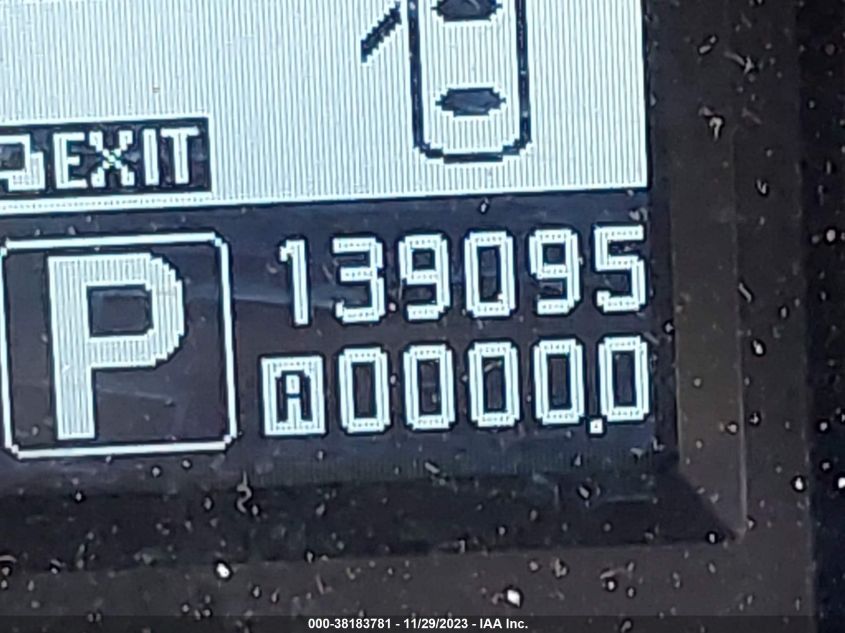 EXIT
P
139095
A0000.0
000-38183781 - 11/29/2023 - IAA Inc.